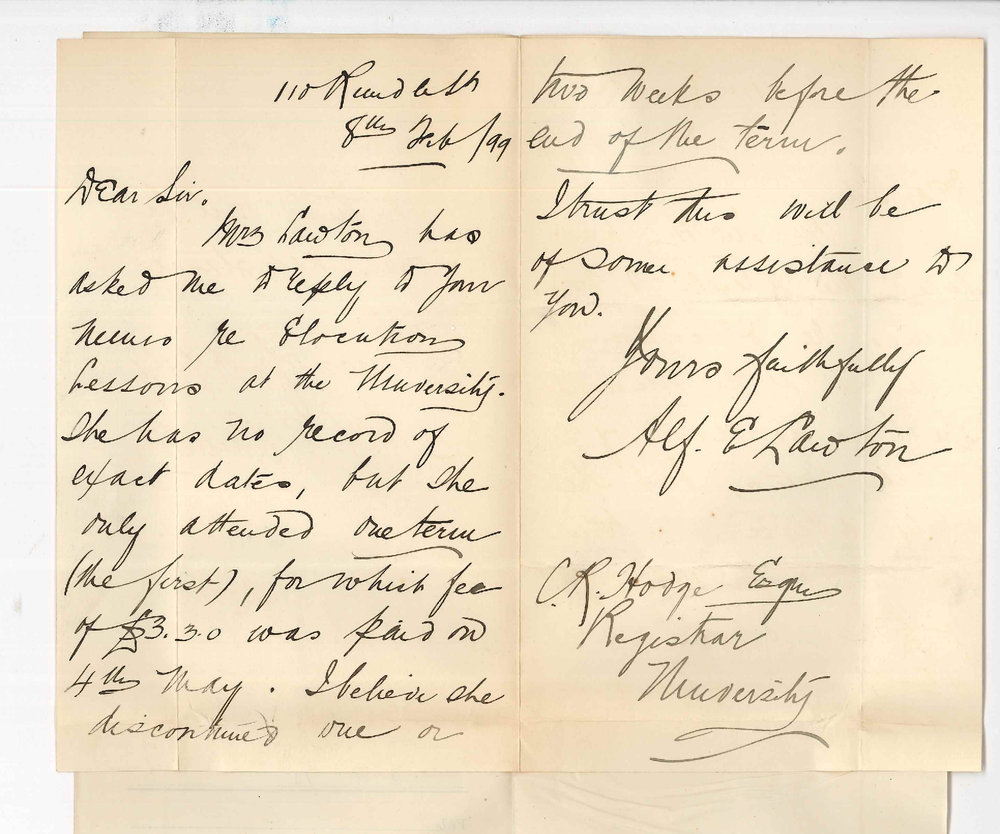 110 Rundle St
8th Feb /99
Dear Sir.
Mrs Lawton has
asked me to reply to your
memo re Elocution
Lessons at the University.
She has no record of
exact dates, but she
only attended one term
(the first), for which fee
of £3.3.0 was paid on
4th May. I believe she
discontinued one or
two weeks before the
end of the term.
I trust this will be
of some assistance to
you.
Yours faithfully
Alf. E Lawton
C.R. Hodge Esque
Registrar
University